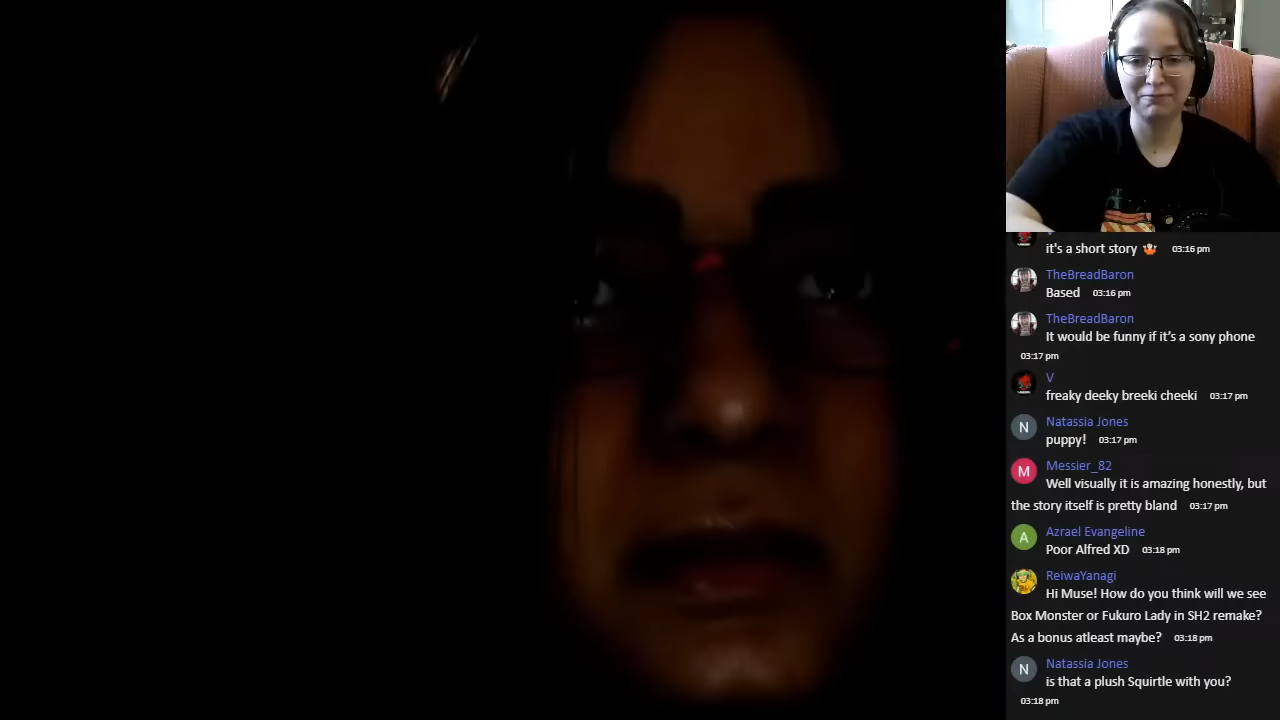 it's a short story 🤷 03:16 pm
TheBreadBaron
Based 03:16 pm
TheBreadBaron
It would be funny if it’s a sony phone
03:17 pm
V
freaky deeky breeki cheeki 03:17 pm
N Natassia Jones
puppy! 03:17 pm
M Messier_82
Well visually it is amazing honestly, but
the story itself is pretty bland 03:17 pm
A Azrael Evangeline
Poor Alfred XD 03:18 pm
ReiwaYanagi
Hi Muse! How do you think will we see
Box Monster or Fukuro Lady in SH2 remake?
As a bonus atleast maybe? 03:18 pm
N Natassia Jones
is that a plush Squirtle with you?
03:18 pm